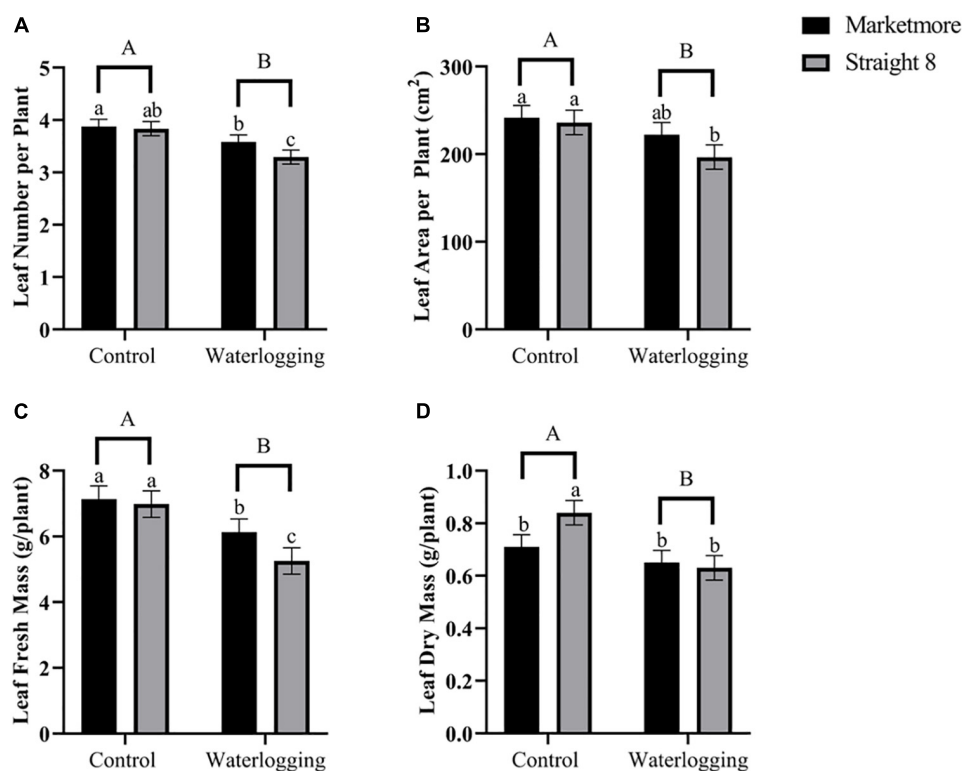 A
B
Marketmore
Straight 8
Leaf Number per Plant
5
4
3
2
1
0
A
B
a
ab
b
c
Control
Waterlogging
Leaf Area per Plant (cm²)
300
200
100
0
A
B
a
a
ab
b
Control
Waterlogging
C
D
Leaf Fresh Mass (g/plant)
8
6
4
2
0
A
B
a
a
b
c
Control
Waterlogging
Leaf Dry Mass (g/plant)
1.0
0.8
0.6
0.4
0.2
0.0
A
B
b
a
b
b
Control
Waterlogging